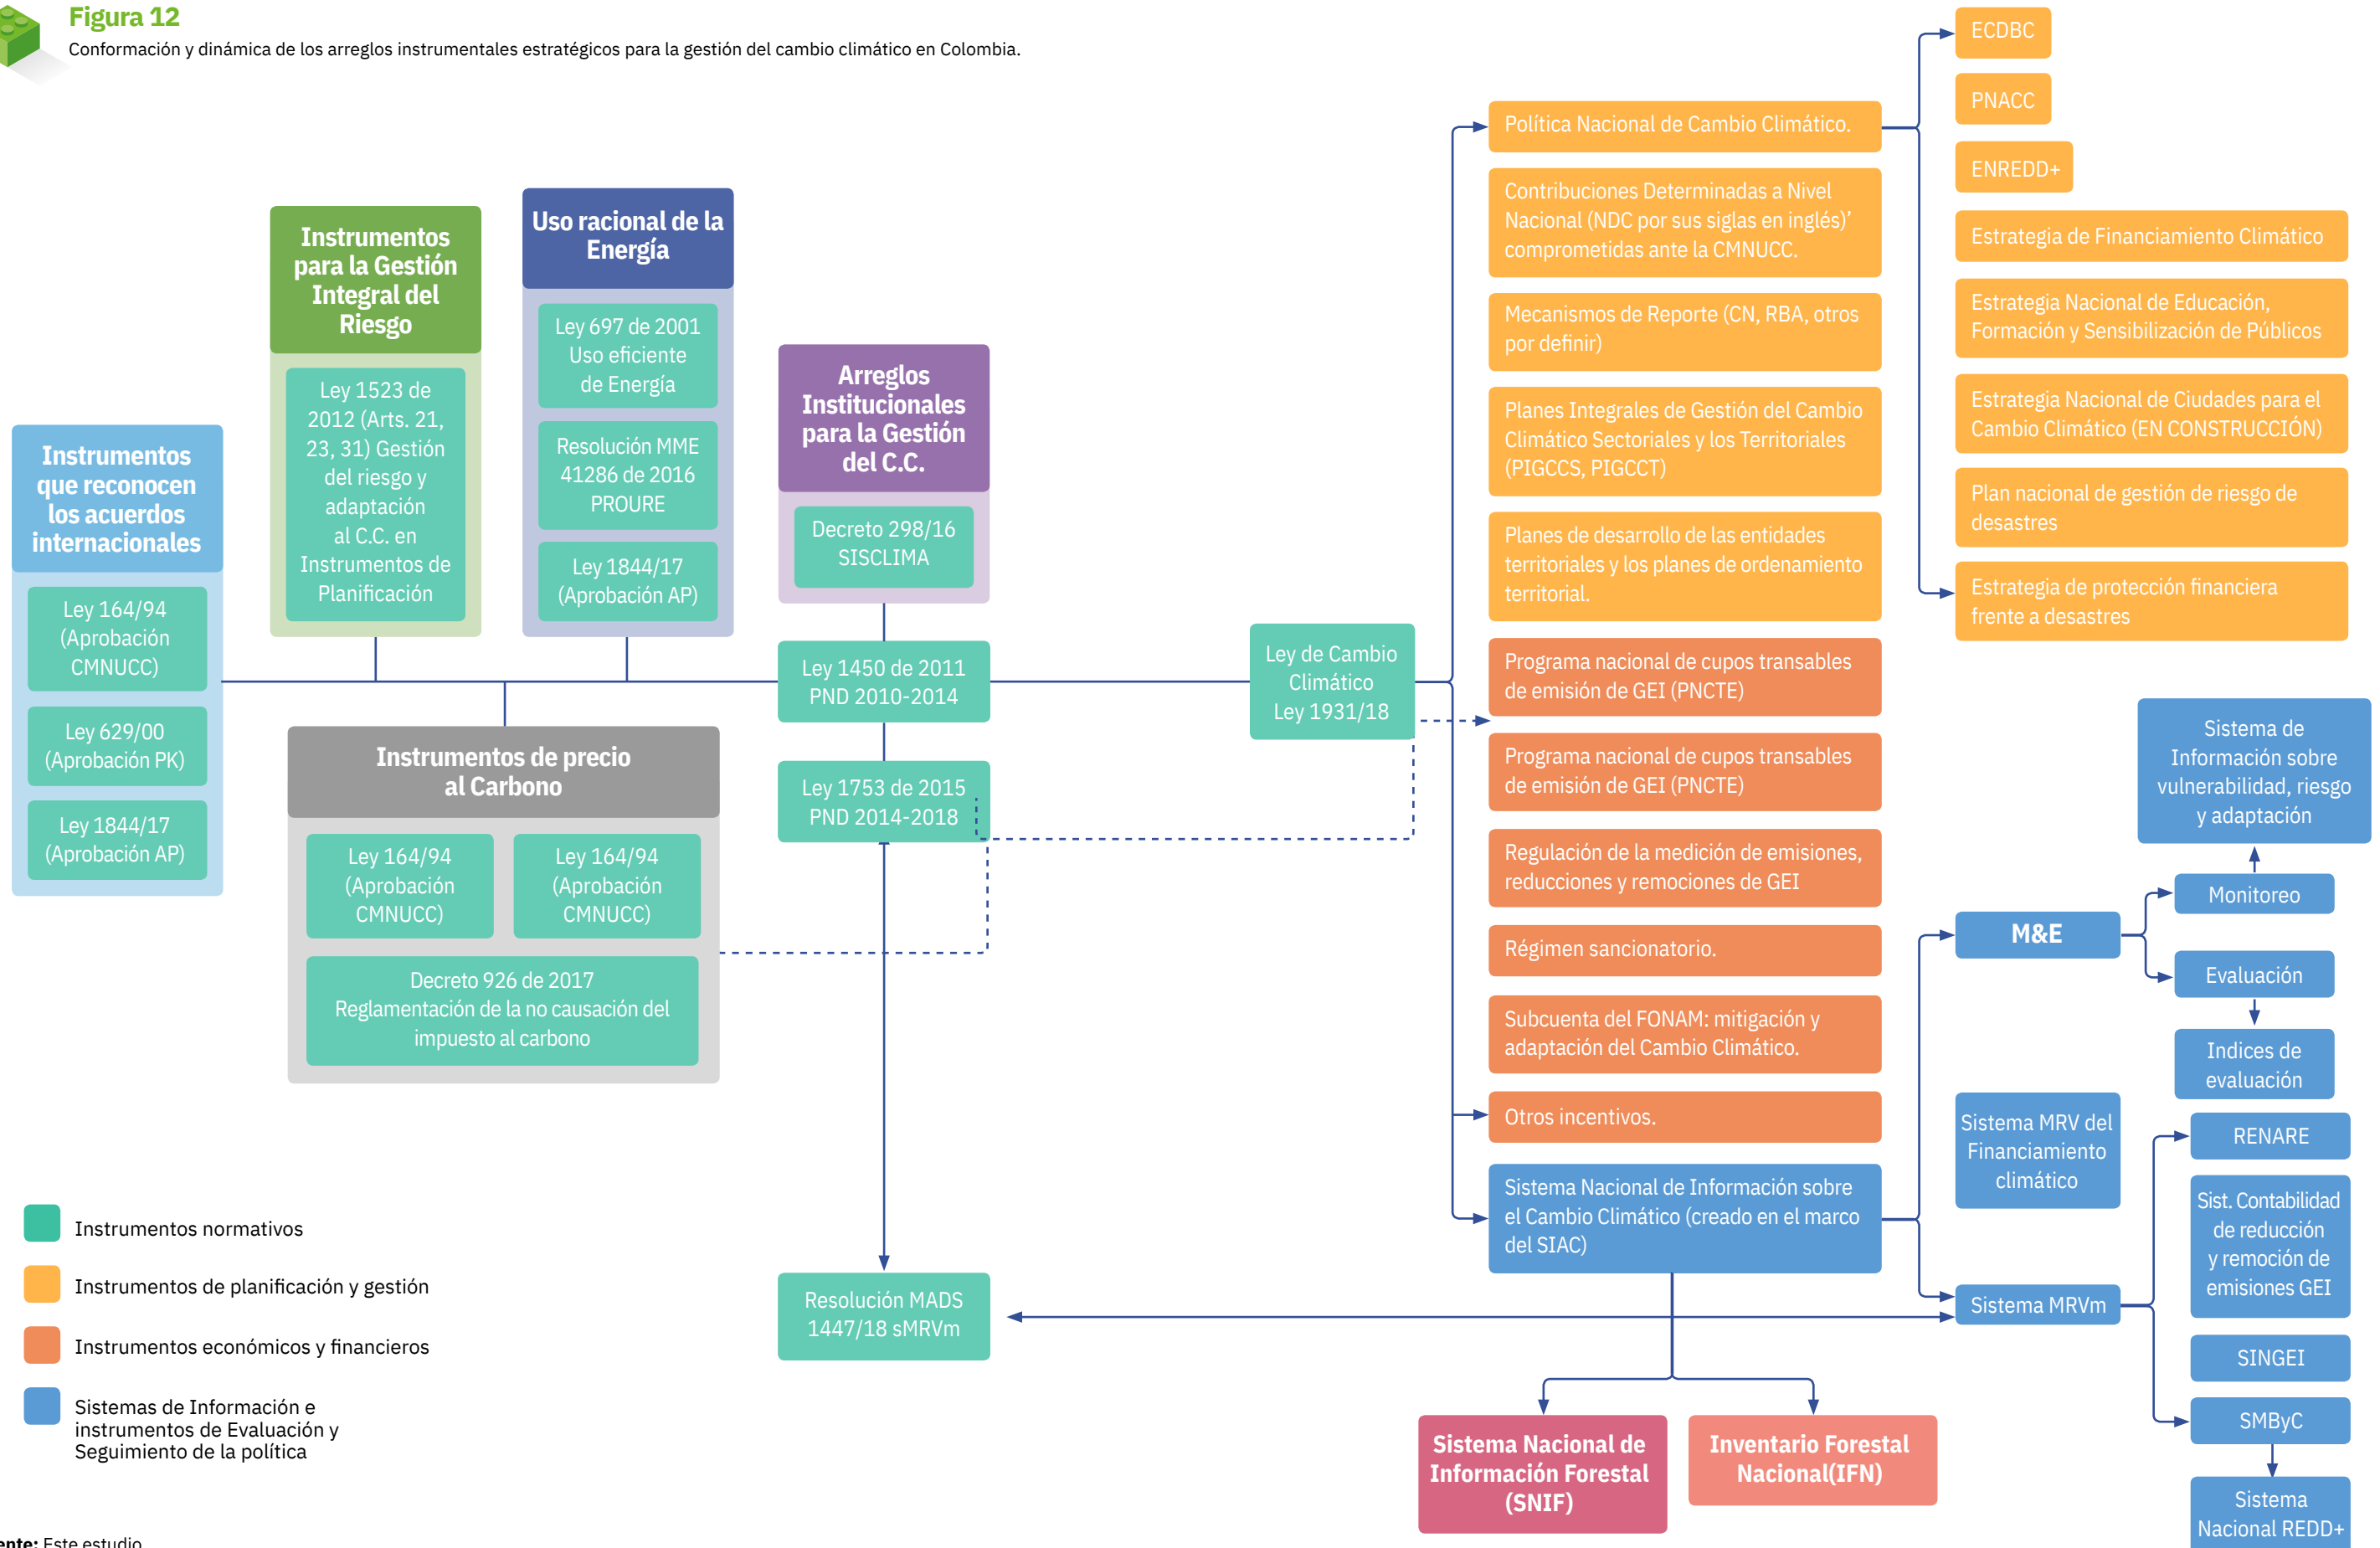 Figura 12
Conformación y dinámica de los arreglos instrumentales estratégicos para la gestión del cambio climático en Colombia.
Instrumentos
que reconocen
los acuerdos
internacionales
Ley 164/94
(Aprobación
CMNUCC)
Ley 629/00
(Aprobación PK)
Ley 1844/17
(Aprobación AP)
Instrumentos
para la Gestión
Integral del
Riesgo
Ley 1523 de
2012 (Arts. 21,
23, 31) Gestión
del riesgo y
adaptación
al C.C. en
Instrumentos de
Planificación
Uso racional de la
Energía
Ley 697 de 2001
Uso eficiente
de Energía
Resolución MME
41286 de 2016
PROURE
Ley 1844/17
(Aprobación AP)
Arreglos
Institucionales
para la Gestión
del C.C.
Decreto 298/16
SISCLIMA
Ley 1450 de 2011
PND 2010-2014
Ley 1753 de 2015
PND 2014-2018
Instrumentos de precio
al Carbono
Ley 164/94
(Aprobación
CMNUCC)
Ley 164/94
(Aprobación
CMNUCC)
Decreto 926 de 2017
Reglamentación de la no causación del
impuesto al carbono
Resolución MADS
1447/18 sMRVm
Ley de Cambio
Climático
Ley 1931/18
Política Nacional de Cambio Climático.
Contribuciones Determinadas a Nivel
Nacional (NDC por sus siglas en inglés)’
comprometidas ante la CMNUCC.
Mecanismos de Reporte (CN, RBA, otros
por definir)
Planes Integrales de Gestión del Cambio
Climático Sectoriales y los Territoriales
(PIGCCS, PIGCCT)
Planes de desarrollo de las entidades
territoriales y los planes de ordenamiento
territorial.
Programa nacional de cupos transables
de emisión de GEI (PNCTE)
Programa nacional de cupos transables
de emisión de GEI (PNCTE)
Regulación de la medición de emisiones,
reducciones y remociones de GEI
Régimen sancionatorio.
Subcuenta del FONAM: mitigación y
adaptación del Cambio Climático.
Otros incentivos.
Sistema Nacional de Información sobre
el Cambio Climático (creado en el marco
del SIAC)
Sistema Nacional de
Información Forestal
(SNIF)
Inventario Forestal
Nacional(IFN)
ECDBC
PNACC
ENREDD+
Estrategia de Financiamiento Climático
Estrategia Nacional de Educación,
Formación y Sensibilización de Públicos
Estrategia Nacional de Ciudades para el
Cambio Climático (EN CONSTRUCCIÓN)
Plan nacional de gestión de riesgo de
desastres
Estrategia de protección financiera
frente a desastres
Sistema de
Información sobre
vulnerabilidad, riesgo
y adaptación
Monitoreo
M&E
Evaluación
Indices de
evaluación
Sistema MRV del
Financiamiento
climático
Sistema MRVm
RENARE
Sist. Contabilidad
de reducción
y remoción de
emisiones GEI
SINGEI
SMByC
Sistema
Nacional REDD+
Instrumentos normativos
Instrumentos de planificación y gestión
Instrumentos económicos y financieros
Sistemas de Información e
instrumentos de Evaluación y
Seguimiento de la política
ente: Este estudio